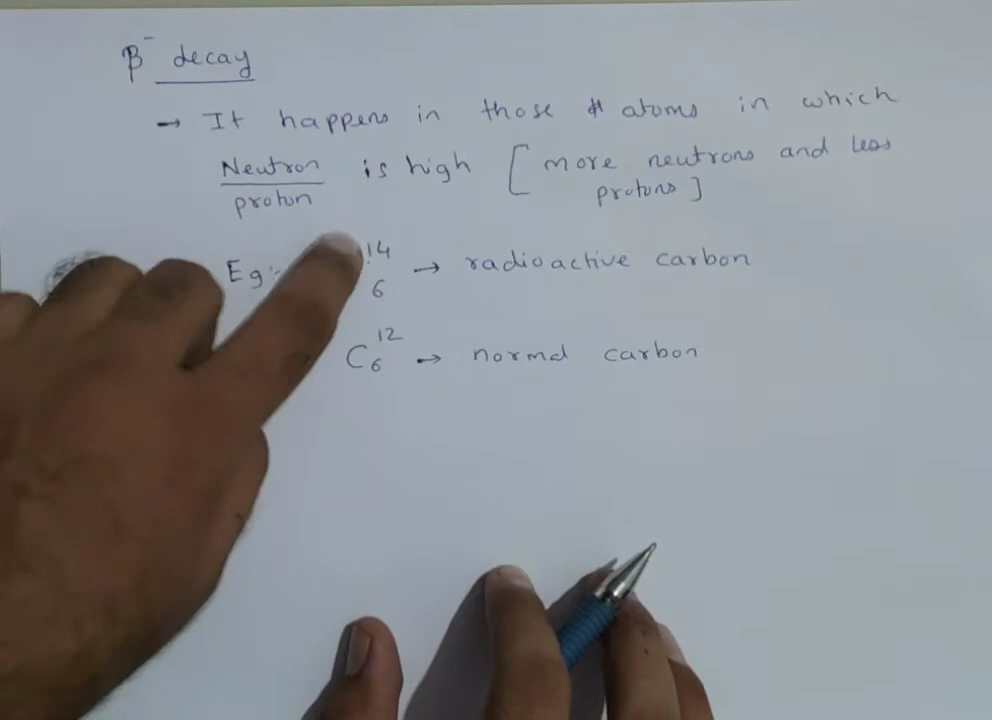 β⁻ decay
→ It happens in those atoms in which
Neutron is high [ more neutrons and less
proton protons ]
Eg:- 14
6 → radioactive carbon
C 12
6 → normal carbon